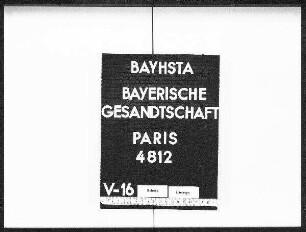 BAYHSTA
BAYERISCHE
GESANDTSCHAFT
PARIS
4812
V-16